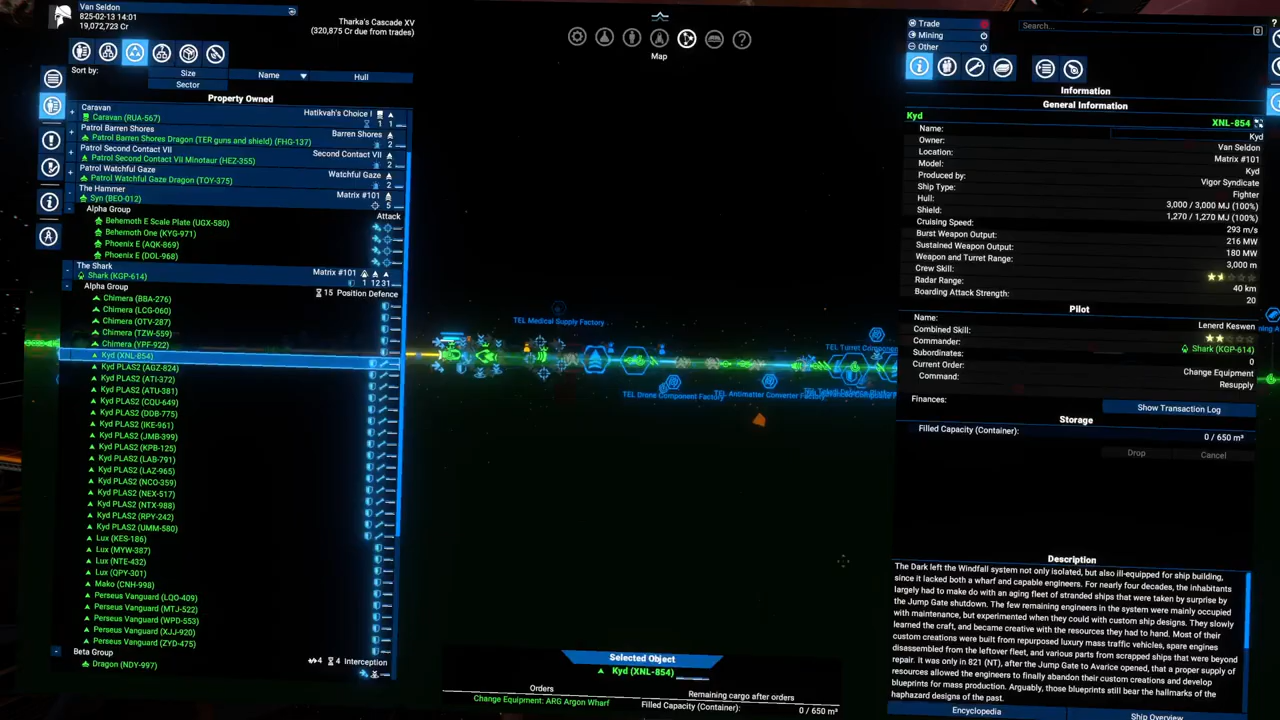 Van Seldon
825-02-13 14:01
19,072,723 Cr
Tharka's Cascade XV
(320,875 Cr due from trades)
Sort by:
Size
Name
Hull
Sector
Property Owned
Caravan
Caravan (RUA-567)
Hatikvah's Choice I
1 1
Patrol Barren Shores
Patrol Barren Shores Dragon (TER guns and shield) (FHG-137)
Barren Shores
2
Patrol Second Contact VII
Patrol Second Contact VII Minotaur (HEZ-355)
Second Contact VII
2
Patrol Watchful Gaze
Patrol Watchful Gaze Dragon (TOY-375)
Watchful Gaze
2
The Hammer
Syn (BEO-012)
Matrix #101
5
Alpha Group
Attack
Behemoth E Scale Plate (UGX-580)
Behemoth One (KYG-971)
Phoenix E (AQK-869)
Phoenix E (DOL-968)
The Shark
Shark (KGP-614)
Matrix #101
1 12 31
Alpha Group
15 Position Defence
Chimera (BBA-276)
Chimera (LCG-060)
Chimera (OTV-287)
Chimera (TZW-559)
Chimera (YPF-922)
Kyd (XNL-854)
Kyd PLAS2 (AGZ-824)
Kyd PLAS2 (ATI-372)
Kyd PLAS2 (ATU-381)
Kyd PLAS2 (CQU-649)
Kyd PLAS2 (DDB-775)
Kyd PLAS2 (IKE-961)
Kyd PLAS2 (JMB-399)
Kyd PLAS2 (KPB-125)
Kyd PLAS2 (LAB-791)
Kyd PLAS2 (LAZ-965)
Kyd PLAS2 (NCO-359)
Kyd PLAS2 (NEX-517)
Kyd PLAS2 (NTX-988)
Kyd PLAS2 (RPY-242)
Kyd PLAS2 (UMM-580)
Lux (KES-186)
Lux (MYW-387)
Lux (NTE-432)
Lux (QPY-301)
Mako (CNH-998)
Perseus Vanguard (LQO-409)
Perseus Vanguard (MTJ-522)
Perseus Vanguard (WPD-553)
Perseus Vanguard (XJJ-920)
Perseus Vanguard (ZYD-475)
Beta Group
4 4 Interception
Dragon (NDY-997)
Map
TEL Medical Supply Factory
TEL Drone Component Factory
TEL Antimatter Converter
TEL Turret Component
Selected Object
Kyd (XNL-854)
Orders
Change Equipment: ARG Argon Wharf
Remaining cargo after orders
Filled Capacity (Container):
0 / 650 m³
Trade
Mining
Other
Search...
Information
General Information
Kyd
XNL-854
Name:
Kyd
Owner:
Van Seldon
Location:
Matrix #101
Model:
Kyd
Produced by:
Vigor Syndicate
Ship Type:
Fighter
Hull:
3,000 / 3,000 MJ (100%)
Shield:
1,270 / 1,270 MJ (100%)
Cruising Speed:
293 m/s
Burst Weapon Output:
216 MW
Sustained Weapon Output:
180 MW
Weapon and Turret Range:
3,000 m
Crew Skill:
Radar Range:
40 km
Boarding Attack Strength:
20
Pilot
Name:
Lenerd Keswen
Combined Skill:
Commander:
Shark (KGP-614)
Subordinates:
0
Current Order:
Change Equipment
Command:
Resupply
Finances:
Show Transaction Log
Storage
Filled Capacity (Container):
0 / 650 m³
Drop
Cancel
Description
The Dark left the Windfall system not only isolated, but also ill-equipped for ship building,
since it lacked both a wharf and capable engineers. For nearly four decades, the inhabitants
largely had to make do with an aging fleet of stranded ships that were taken by surprise by
the Jump Gate shutdown. The few remaining engineers in the system were mainly occupied
with maintenance, but experimented when they could with custom ship designs. They slowly
learned the craft, and became creative with the resources they had to hand. Most of their
custom creations were built from repurposed luxury mass traffic vehicles, spare engines
disassembled from the leftover fleet, and various parts from scrapped ships that were beyond
repair. It was only in 821 (NT), after the Jump Gate to Avarice opened, that a proper supply of
resources allowed the engineers to finally abandon their custom creations and develop
blueprints for mass production. Arguably, those blueprints still bear the hallmarks of the
haphazard designs of the past.
Encyclopedia
Ship Overview